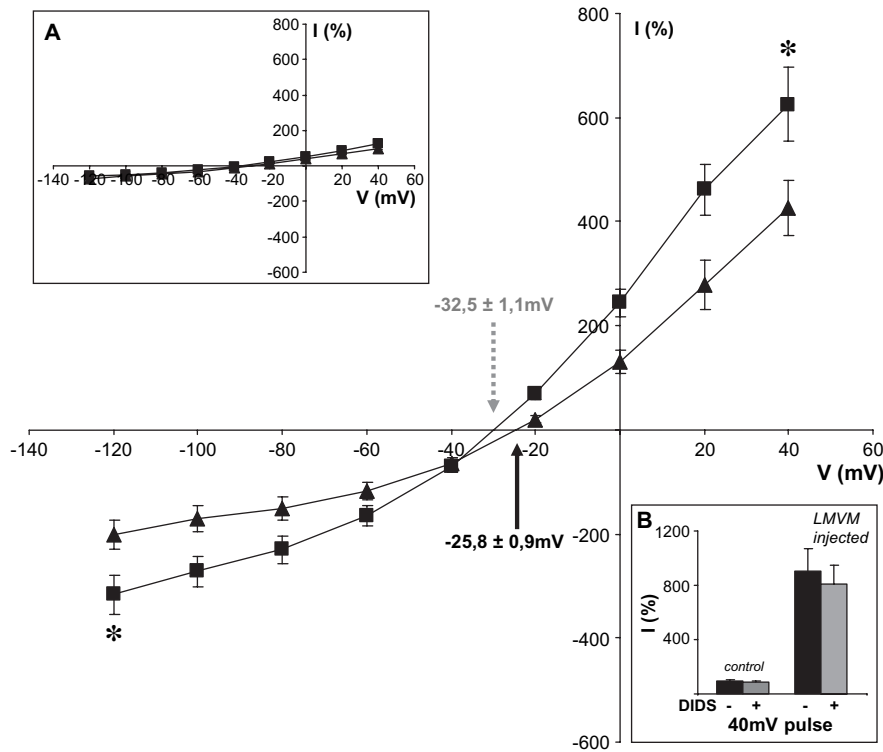 A
I (%)
800
600
400
200
-140 -120 -100 -80 -60 -40 -20 20 40 60
V (mV)
-200
-400
-600
800
I (%)
*
600
400
-32,5 ± 1,1mV
200
-140 -120 -100 -80 -60 -40 -20 20 40 60
V (mV)
-25,8 ± 0,9mV
-200
*
-400
-600
B
LMVM
injected
1200
800
I (%)
400
control
DIDS - + - +
40mV pulse